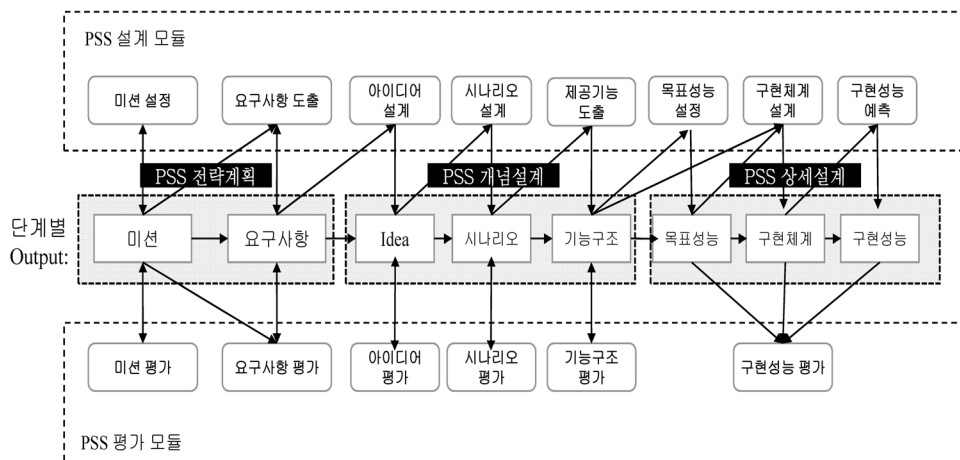 PSS 설계 모듈
미션 설정
요구사항 도출
아이디어
설계
시나리오
설계
제공기능
도출
목표성능
설정
구현체계
설계
구현성능
예측
PSS 전략계획
PSS 개념설계
PSS 상세설계
단계별
Output:
미션
요구사항
Idea
시나리오
기능구조
목표성능
구현체계
구현성능
미션 평가
요구사항 평가
아이디어
평가
시나리오
평가
기능구조
평가
구현성능 평가
PSS 평가 모듈